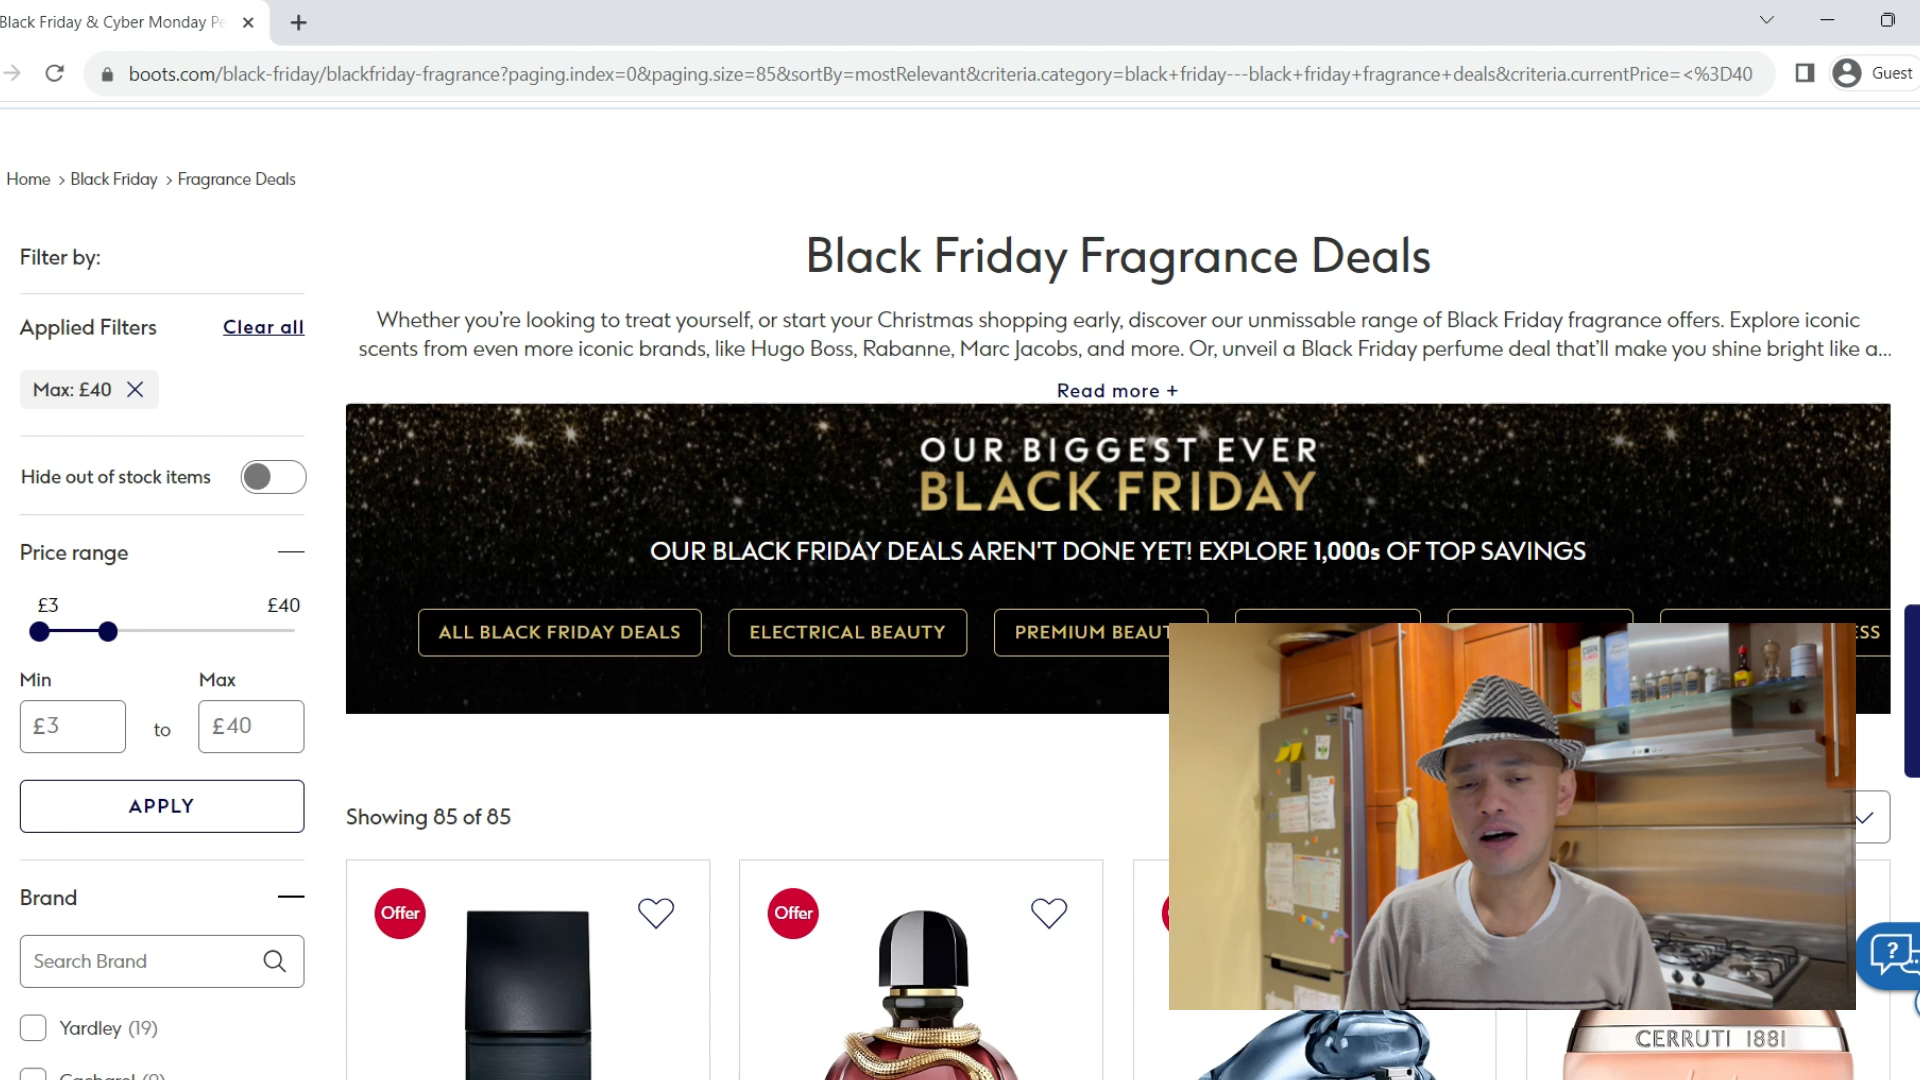 Black Friday & Cyber Monday Pe
boots.com/black-friday/blackfriday-fragrance?paging.index=0&paging.size=85&sortBy=mostRelevant&criteria.category=black+friday---black+friday+fragrance+deals&criteria.currentPrice=<%3D40
Guest
Home > Black Friday > Fragrance Deals
Filter by:
Applied Filters Clear all
Max: £40
Hide out of stock items
Price range
£3 £40
Min Max
£3 to £40
APPLY
Brand
Search Brand
Yardley (19)
Black Friday Fragrance Deals
Whether you're looking to treat yourself, or start your Christmas shopping early, discover our unmissable range of Black Friday fragrance offers. Explore iconic
scents from even more iconic brands, like Hugo Boss, Rabanne, Marc Jacobs, and more. Or, unveil a Black Friday perfume deal that'll make you shine bright like a...
Read more +
OUR BIGGEST EVER
BLACK FRIDAY
OUR BLACK FRIDAY DEALS AREN'T DONE YET! EXPLORE 1,000s OF TOP SAVINGS
ALL BLACK FRIDAY DEALS ELECTRICAL BEAUTY PREMIUM BEAUT ESS
Showing 85 of 85
Offer Offer
CERRUTI 1881